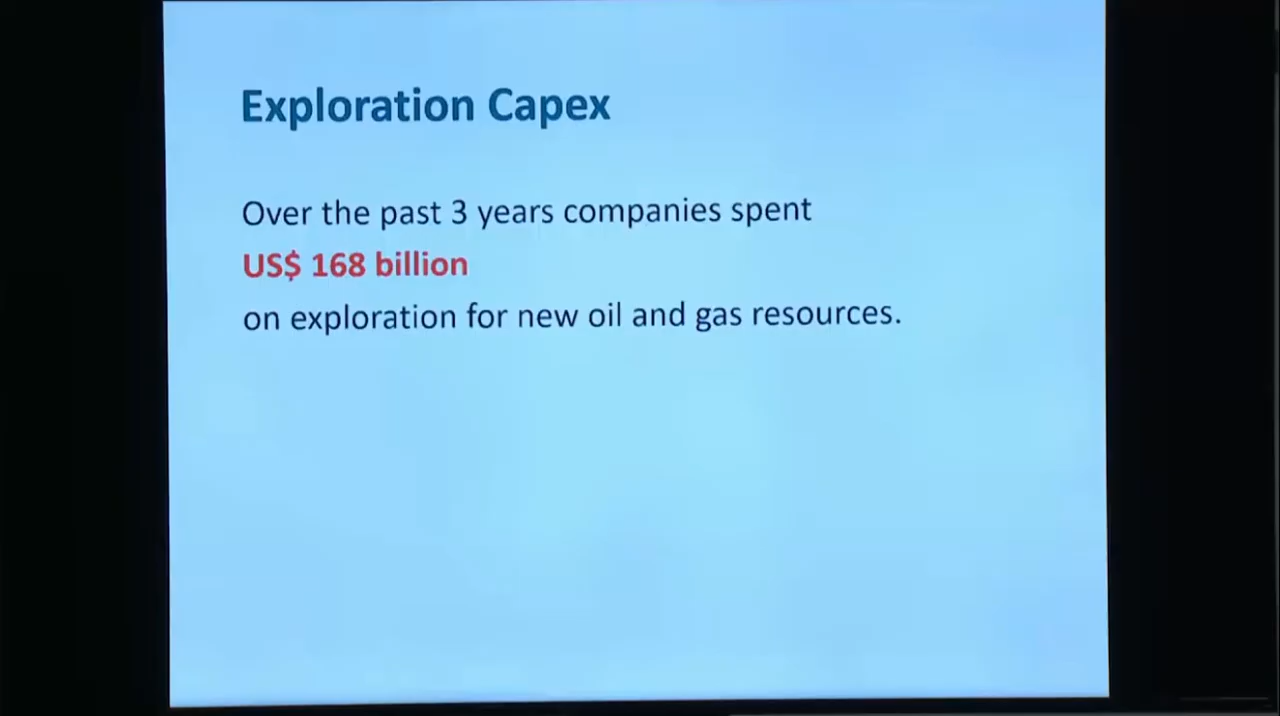 Exploration Capex
Over the past 3 years companies spent
US$ 168 billion
on exploration for new oil and gas resources.